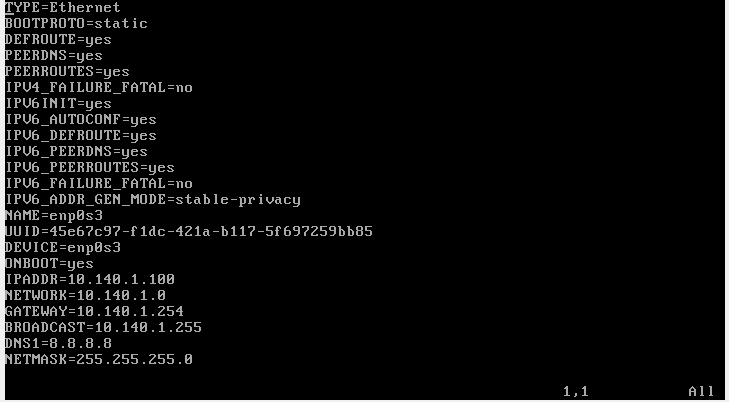 TYPE=Ethernet
BOOTPROTO=static
DEFROUTE=yes
PEERDNS=yes
PEERROUTES=yes
IPV4_FAILURE_FATAL=no
IPV6INIT=yes
IPV6_AUTOCONF=yes
IPV6_DEFROUTE=yes
IPV6_PEERDNS=yes
IPV6_PEERROUTES=yes
IPV6_FAILURE_FATAL=no
IPV6_ADDR_GEN_MODE=stable-privacy
NAME=enp0s3
UUID=45e67c97-f1dc-421a-b117-5f697259bb85
DEVICE=enp0s3
ONBOOT=yes
IPADDR=10.140.1.100
NETWORK=10.140.1.0
GATEWAY=10.140.1.254
BROADCAST=10.140.1.255
DNS1=8.8.8.8
NETMASK=255.255.255.0
1,1 All